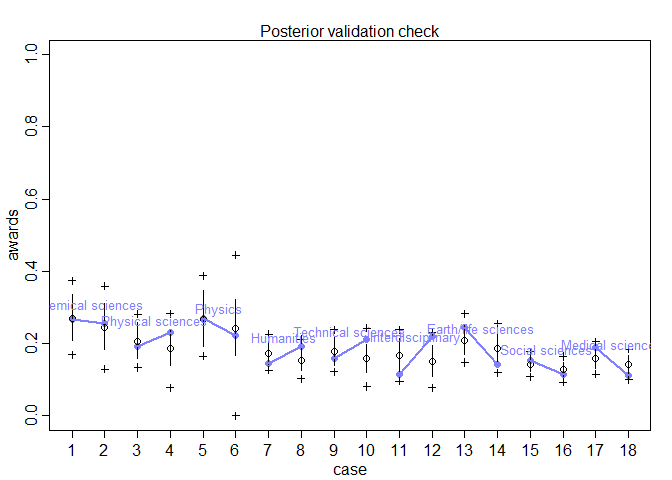 Posterior validation check
1.0
0.8
0.6
0.4
0.2
0.0
awards
emical sciences
Physical sciences
Physics
Humanities
Technical sciences
Interdisciplinary
Earth/life sciences
Social sciences
Medical science
1 2 3 4 5 6 7 8 9 10 11 12 13 14 15 16 17 18
case